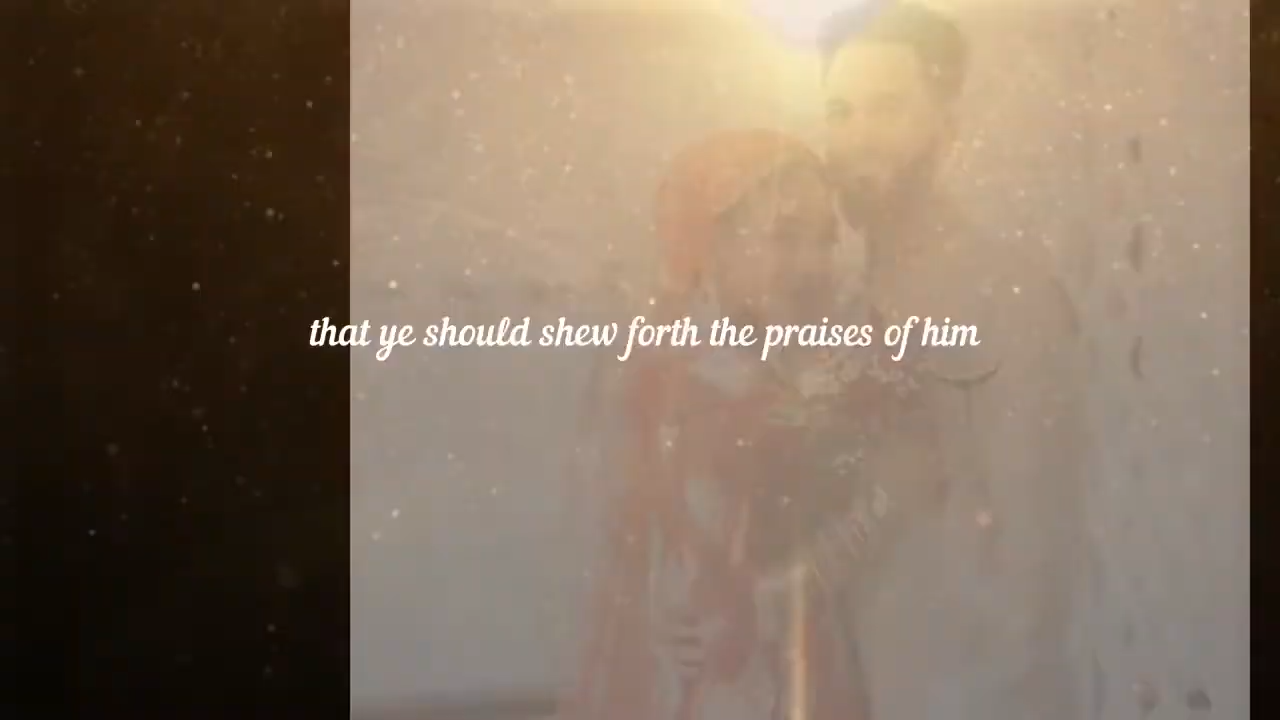 that ye should shew forth the praises of him